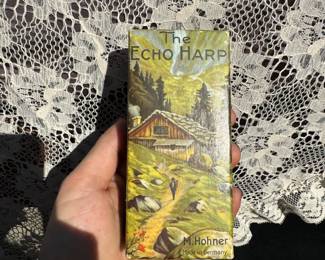 The
ECHO HARP
M. Hohner
Made in Germany